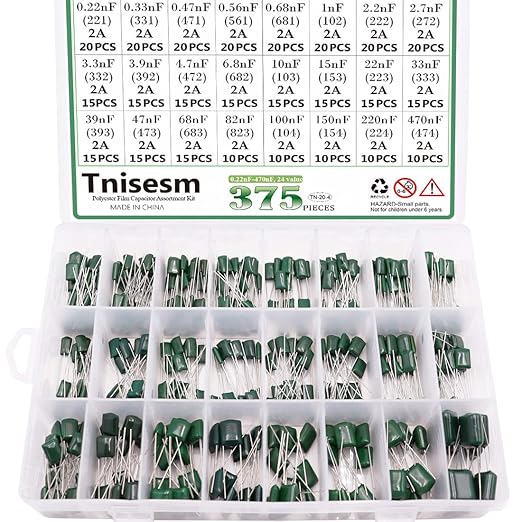 0.22nF 0.33nF 0.47nF 0.56nF 0.68nF 1nF 2.2nF 2.7nF
(221) (331) (471) (561) (681) (102) (222) (272)
2A 2A 2A 2A 2A 2A 2A 2A
20PCS 20PCS 20PCS 20PCS 20PCS 20PCS 20PCS 20PCS
3.3nF 3.9nF 4.7nF 6.8nF 10nF 15nF 22nF 33nF
(332) (392) (472) (682) (103) (153) (223) (333)
2A 2A 2A 2A 2A 2A 2A 2A
15PCS 15PCS 15PCS 15PCS 15PCS 15PCS 15PCS 15PCS
39nF 47nF 68nF 82nF 100nF 150nF 220nF 470nF
(393) (473) (683) (823) (104) (154) (224) (474)
2A 2A 2A 2A 2A 2A 2A 2A
15PCS 15PCS 15PCS 10PCS 10PCS 10PCS 10PCS 10PCS
Tnisesm
Polyester Film Capacitor Assortment Kit
MADE IN CHINA
0.22nF-470nF, 24 value
375 PIECES
TN-20-4
RECYCLABLE
0-6
HAZARD-Small parts.
Not for children under 6 years.